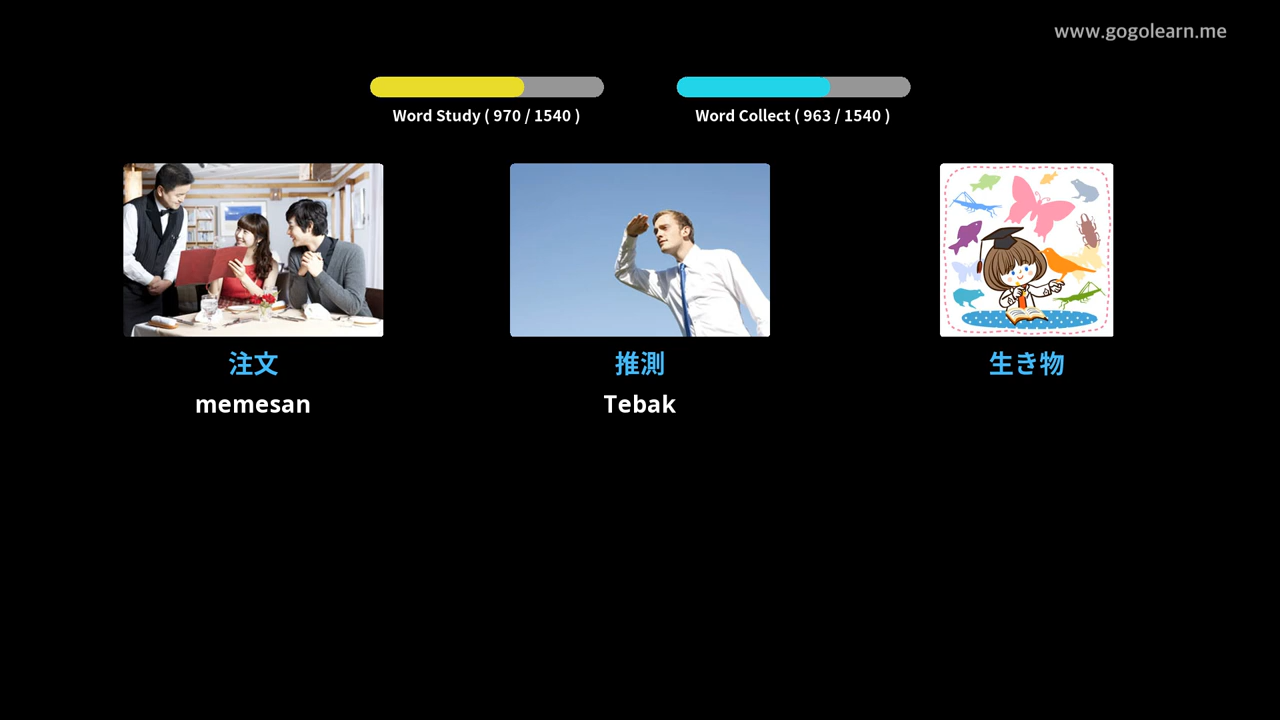 www.gogolearn.me
Word Study ( 970 / 1540 )
Word Collect ( 963 / 1540 )
注文
memesan
推測
Tebak
生き物